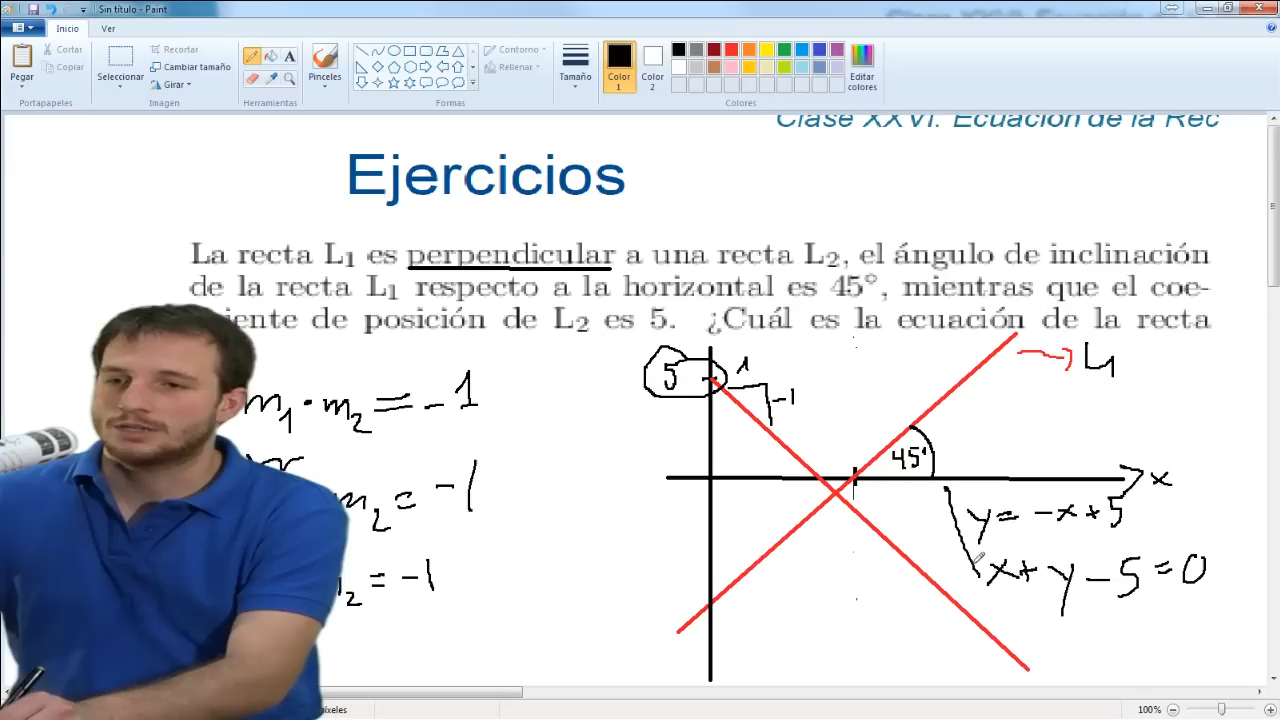 Sin título - Paint
Inicio Ver
Pegar
Cortar
Copiar
Portapapeles
Seleccionar
Recortar
Cambiar tamaño
Girar
Imagen
A
Herramientas
Pinceles
Contorno
Rellenar
Formas
Tamaño
Color 1
Color 2
Editar colores
Colores
Clase XXVI: Ecuación de la Rec
Ejercicios
La recta L₁ es perpendicular a una recta L₂, el ángulo de inclinación
de la recta L₁ respecto a la horizontal es 45°, mientras que el coe-
iente de posición de L₂ es 5. ¿Cuál es la ecuación de la recta
5
1
-1
L1
45°
x
m₁ · m₂ = -1
m₂ = -1
₂ = -1
y = -x + 5
x + y - 5 = 0
íxeles
100%